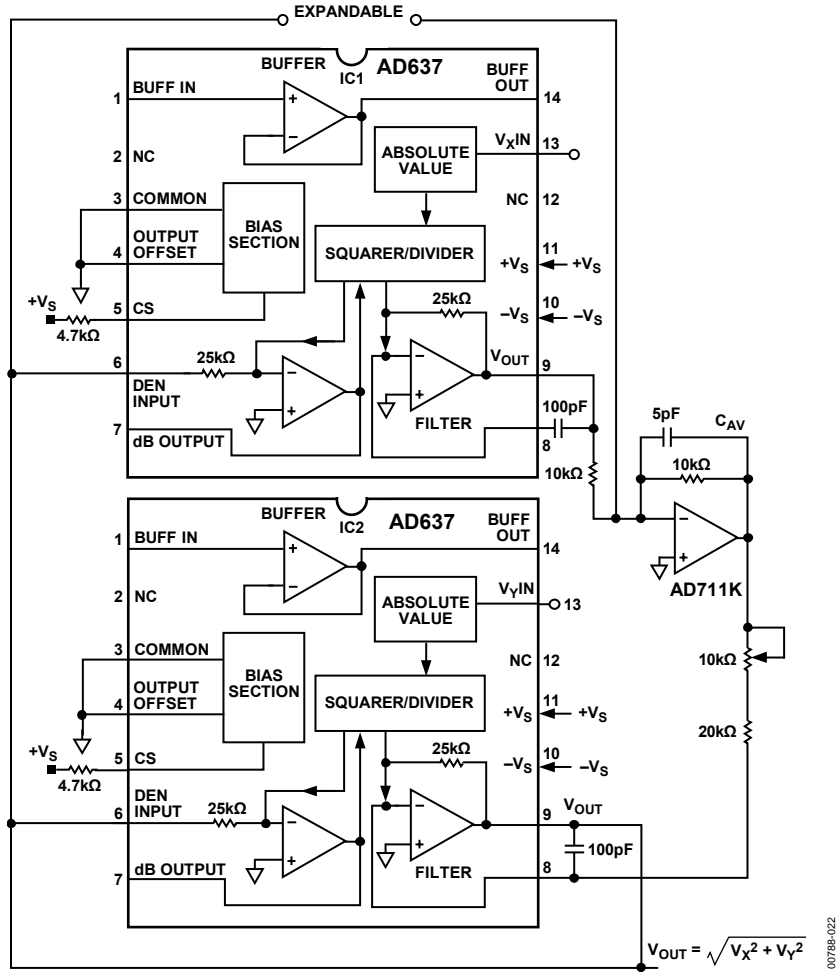 EXPANDABLE
BUFFER
IC1
AD637
BUFF
OUT
1
BUFF IN
14
2
NC
ABSOLUTE
VALUE
VXIN
13
3
COMMON
NC
12
4
OUTPUT
OFFSET
BIAS
SECTION
SQUARER/DIVIDER
11
+VS
+VS
+VS
4.7kΩ
5
CS
25kΩ
10
–VS
–VS
6
DEN
INPUT
25kΩ
VOUT
9
7
dB OUTPUT
FILTER
100pF
8
10kΩ
5pF
CAV
10kΩ
AD711K
BUFFER
IC2
AD637
BUFF
OUT
1
BUFF IN
14
2
NC
ABSOLUTE
VALUE
VYIN
13
3
COMMON
NC
12
4
OUTPUT
OFFSET
BIAS
SECTION
SQUARER/DIVIDER
11
+VS
+VS
+VS
4.7kΩ
5
CS
25kΩ
10
–VS
–VS
10kΩ
20kΩ
6
DEN
INPUT
25kΩ
9
VOUT
100pF
7
dB OUTPUT
FILTER
8
VOUT = √VX2 + VY2
00788-022